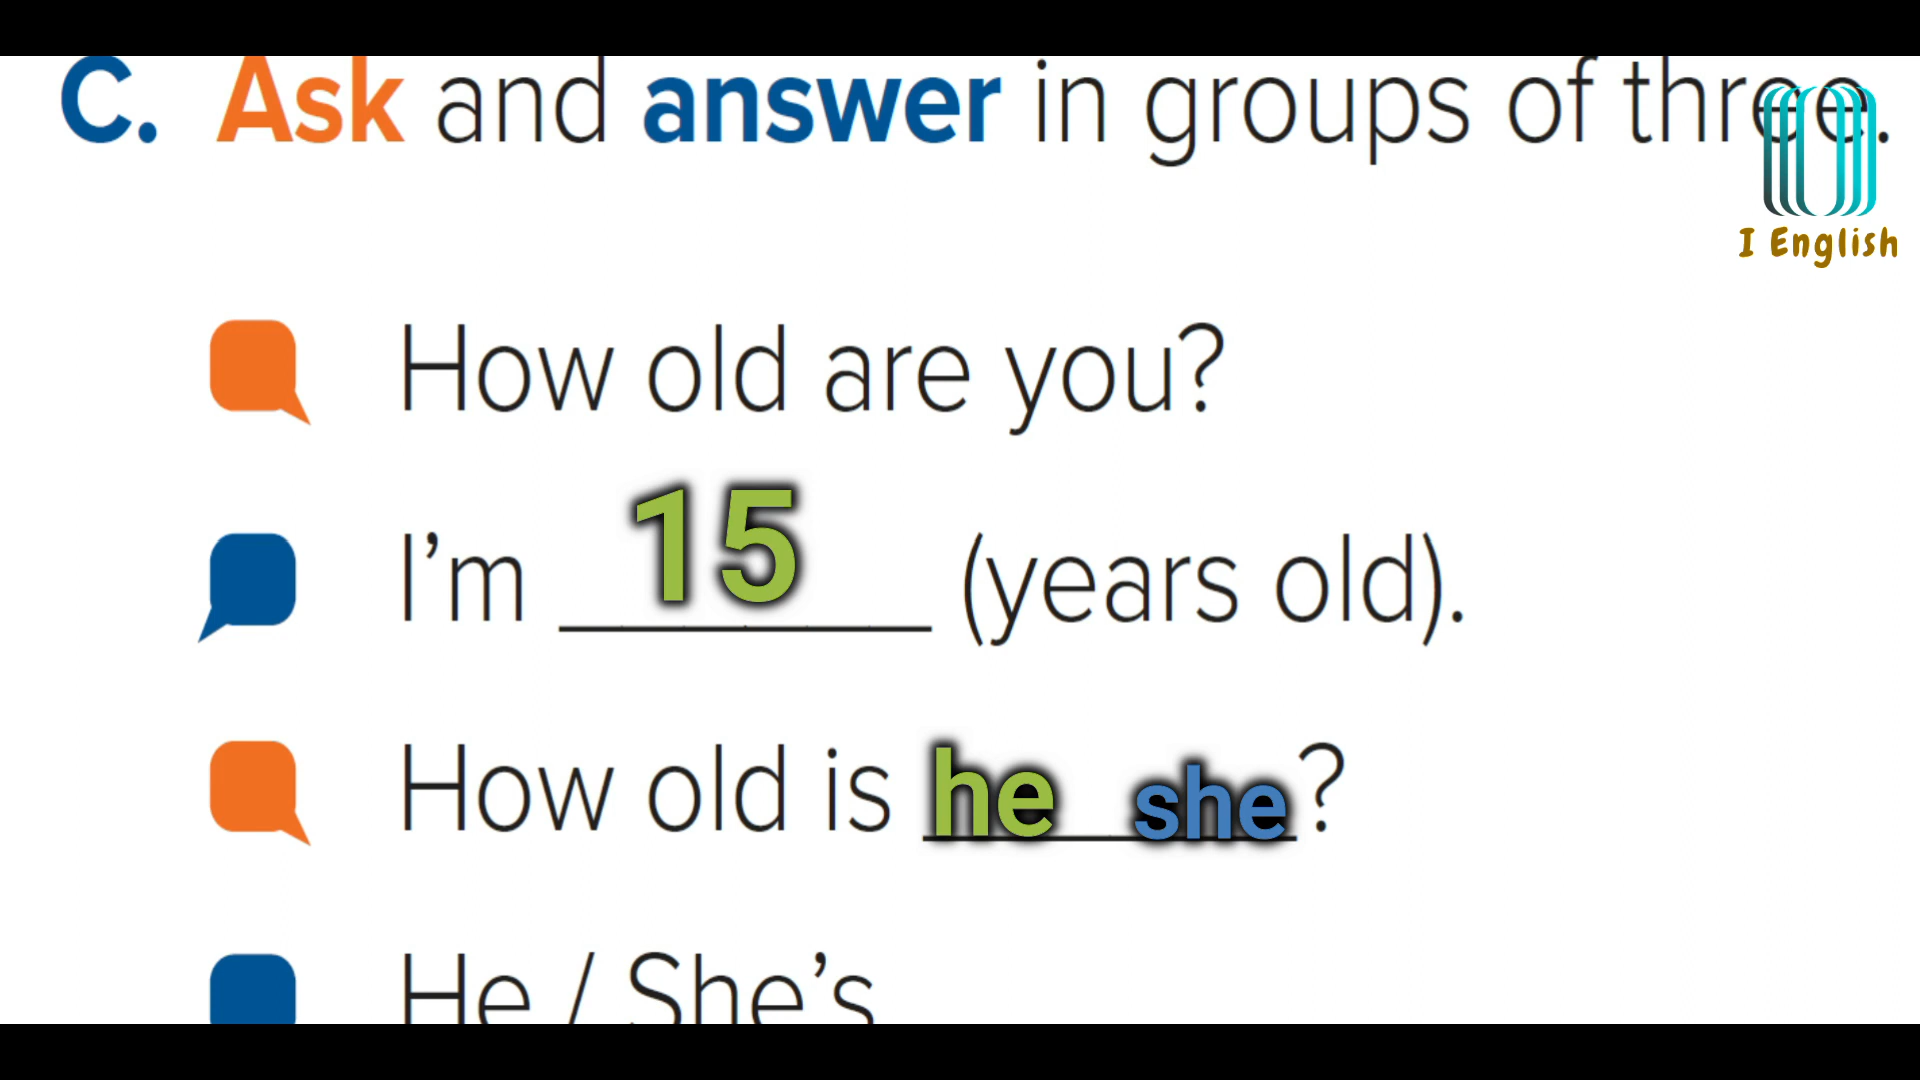 C. Ask and answer in groups of three.
I English
How old are you?
I’m 15 (years old).
How old is he she ?
He / She’s